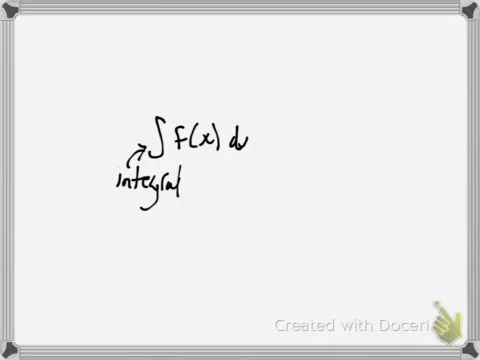 ∫ f(x) dx
integral
Created with Doceri